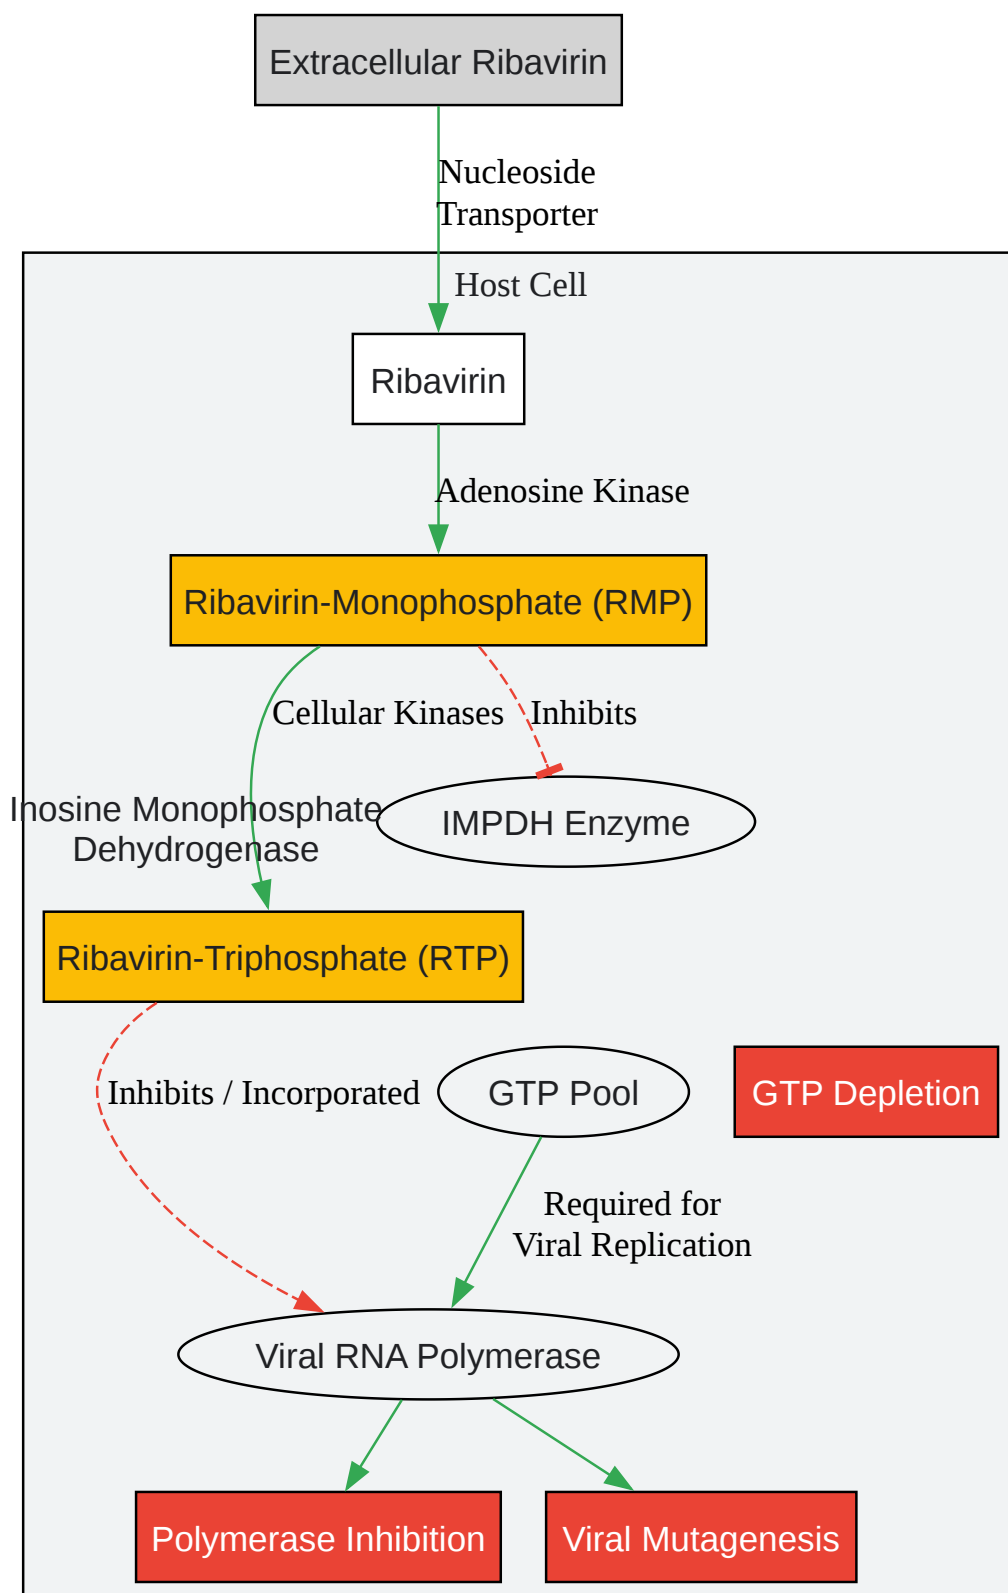 Extracellular Ribavirin
Nucleoside
Transporter
Host Cell
Ribavirin
Adenosine Kinase
Ribavirin-Monophosphate (RMP)
Cellular Kinases
Inhibits
Inosine Monophosphate
Dehydrogenase
IMPDH Enzyme
Ribavirin-Triphosphate (RTP)
Inhibits / Incorporated
GTP Pool
GTP Depletion
Required for
Viral Replication
Viral RNA Polymerase
Polymerase Inhibition
Viral Mutagenesis